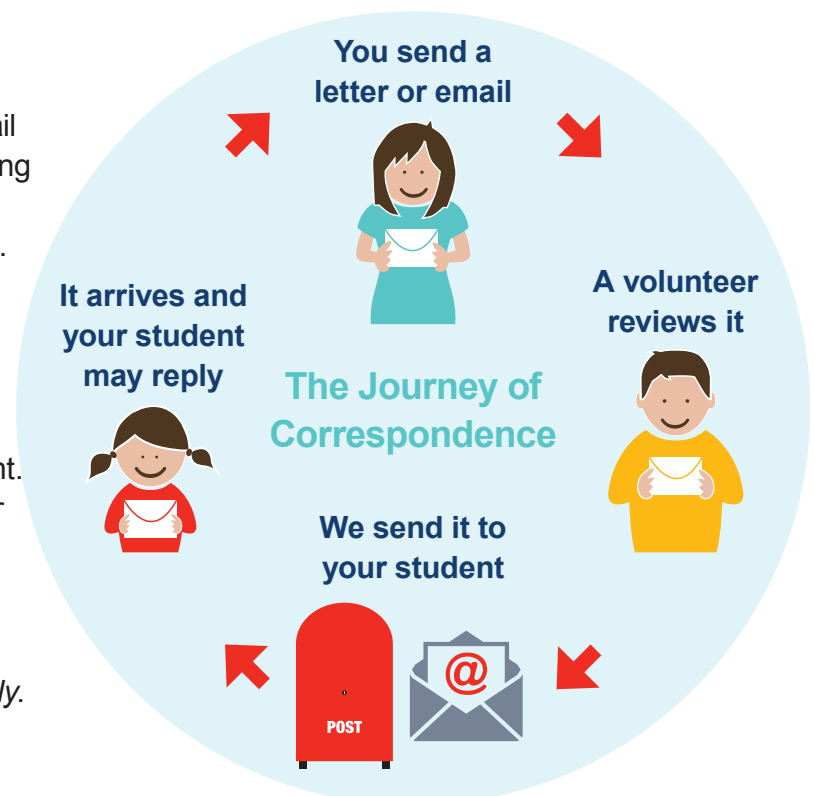 You send a
letter or email
A volunteer
reviews it
It arrives and
your student
may reply
The Journey of
Correspondence
We send it to
your student
@
POST
ng
.